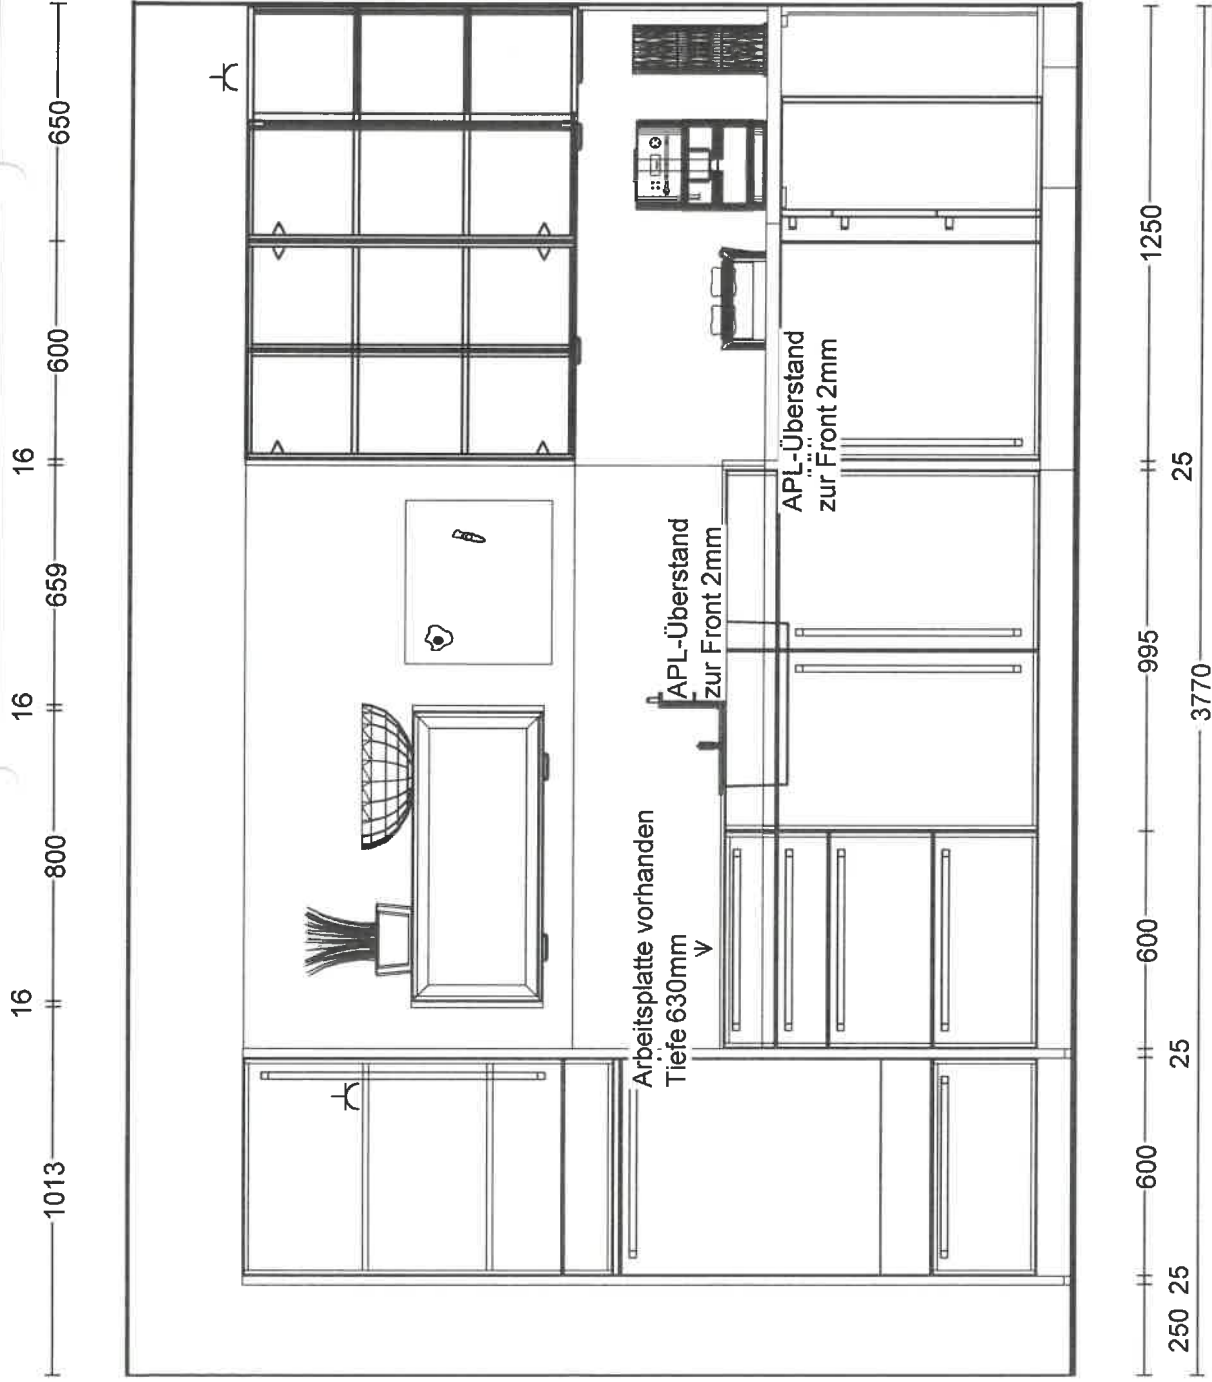 1013
16
800
16
659
16
600
650
Arbeitsplatte vorhanden
Tiefe 630mm
APL-Überstand
zur Front 2mm
APL-Überstand
zur Front 2mm
250
25
600
25
600
995
25
1250
3770